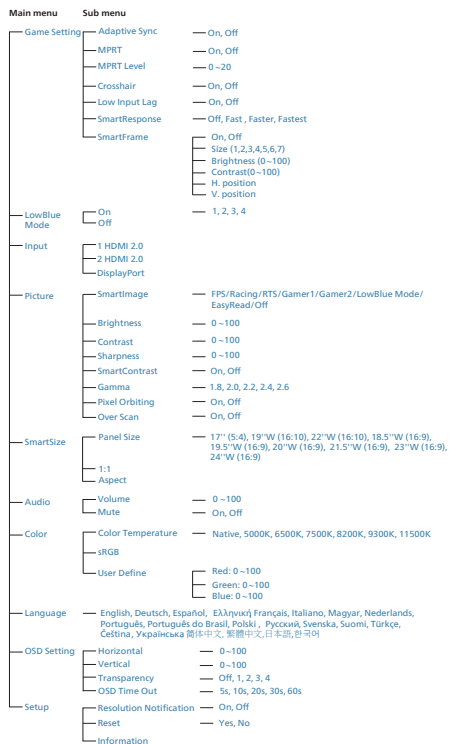 Main menu Sub menu
Game Setting Adaptive Sync On, Off
MPRT On, Off
MPRT Level 0 ~20
Crosshair On, Off
Low Input Lag On, Off
SmartResponse Off, Fast , Faster, Fastest
SmartFrame On, Off
Size (1,2,3,4,5,6,7)
Brightness (0~100)
Contrast(0~100)
H. position
V. position
LowBlue Mode On 1, 2, 3, 4
Off
Input 1 HDMI 2.0
2 HDMI 2.0
DisplayPort
Picture SmartImage FPS/Racing/RTS/Gamer1/Gamer2/LowBlue Mode/
EasyRead/Off
Brightness 0 ~100
Contrast 0 ~100
Sharpness 0 ~100
SmartContrast On, Off
Gamma 1.8, 2.0, 2.2, 2.4, 2.6
Pixel Orbiting On, Off
Over Scan On, Off
SmartSize Panel Size 17'' (5:4), 19''W (16:10), 22''W (16:10), 18.5''W (16:9),
19.5''W (16:9), 20''W (16:9), 21.5''W (16:9), 23''W (16:9),
24''W (16:9)
1:1
Aspect
Audio Volume 0 ~100
Mute On, Off
Color Color Temperature Native, 5000K, 6500K, 7500K, 8200K, 9300K, 11500K
sRGB
User Define Red: 0~100
Green: 0~100
Blue: 0~100
Language English, Deutsch, Español, Ελληνική Français, Italiano, Magyar, Nederlands,
Português, Português do Brasil, Polski , Русский, Svenska, Suomi, Türkçe,
Čeština , Українська 简体中文, 繁體中文,日本語,한국어
OSD Setting Horizontal 0~100
Vertical 0~100
Transparency Off, 1, 2, 3, 4
OSD Time Out 5s, 10s, 20s, 30s, 60s
Setup Resolution Notification On, Off
Reset Yes, No
Information